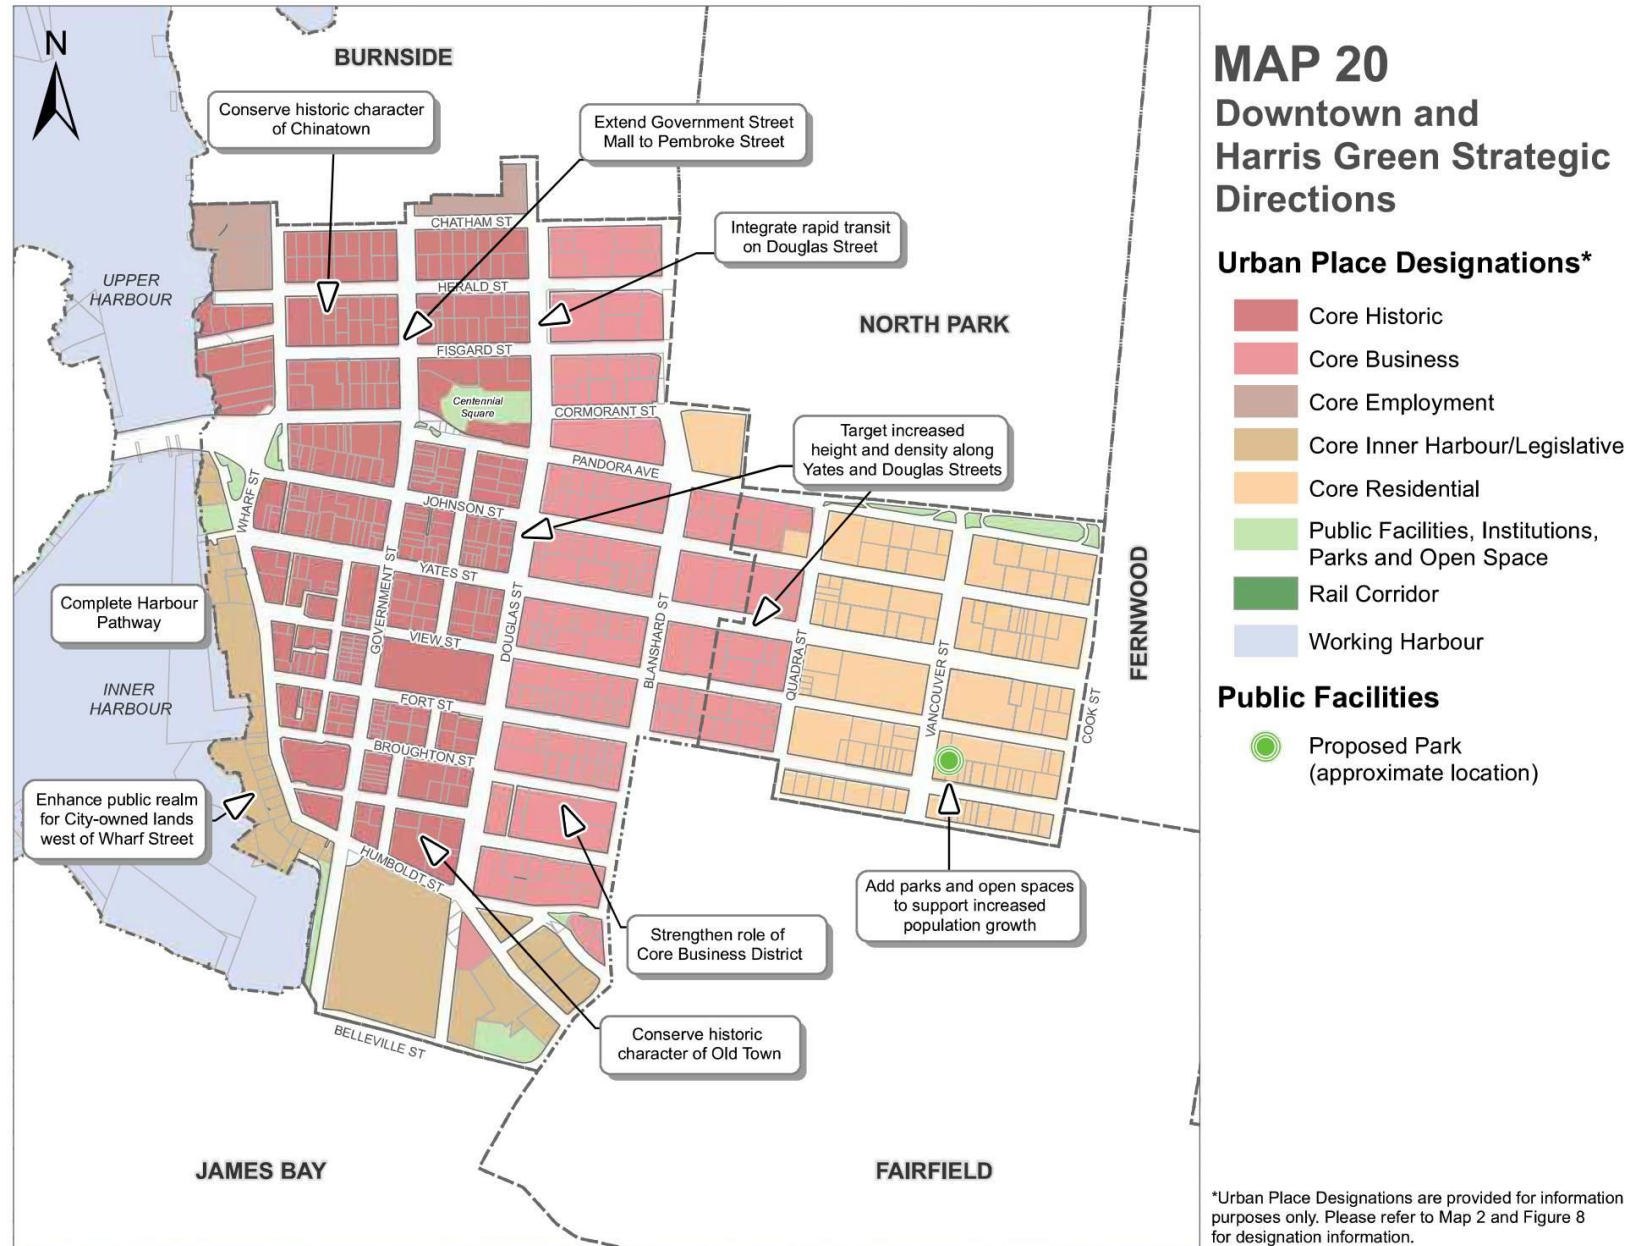 N
BURNSIDE
Conserve historic character
of Chinatown
Extend Government Street
Mall to Pembroke Street
Integrate rapid transit
on Douglas Street
CHATHAM ST
UPPER
HARBOUR
HERALD ST
NORTH PARK
FISGARD ST
Centennial
Square
CORMORANT ST
Target increased
height and density along
Yates and Douglas Streets
PANDORA AVE
WHARF ST
JOHNSON ST
GOVERNMENT ST
YATES ST
DOUGLAS ST
FERNWOOD
Complete Harbour
Pathway
VIEW ST
BLANSHARD ST
QUADRA ST
VANCOUVER ST
INNER
HARBOUR
FORT ST
COOK ST
BROUGHTON ST
Enhance public realm
for City-owned lands
west of Wharf Street
HUMBOLDT ST
Add parks and open spaces
to support increased
population growth
Strengthen role of
Core Business District
Conserve historic
character of Old Town
BELLEVILLE ST
JAMES BAY
FAIRFIELD
MAP 20
Downtown and
Harris Green Strategic
Directions
Urban Place Designations*
Core Historic
Core Business
Core Employment
Core Inner Harbour/Legislative
Core Residential
Public Facilities, Institutions,
Parks and Open Space
Rail Corridor
Working Harbour
Public Facilities
Proposed Park
(approximate location)
*Urban Place Designations are provided for information
purposes only. Please refer to Map 2 and Figure 8
for designation information.